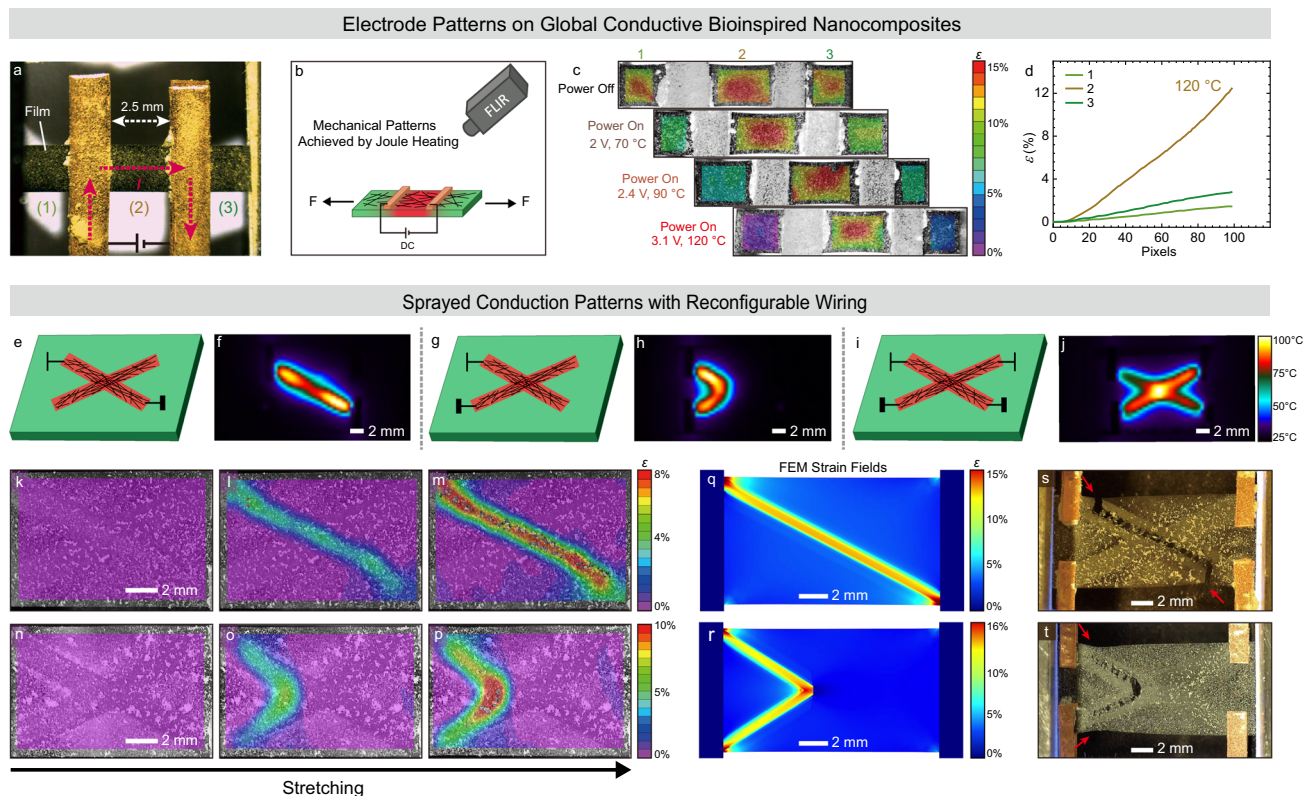 Electrode Patterns on Global Conductive Bioinspired Nanocomposites
a
Film
2.5 mm
(1)
(2)
(3)
b
FLIR
Mechanical Patterns
Achieved by Joule Heating
F
F
DC
c
1
2
3
Power Off
Power On
2 V, 70 °C
Power On
2.4 V, 90 °C
Power On
3.1 V, 120 °C
ε
15%
10%
5%
0%
d
1
2
3
120 °C
ε (%)
12
8
4
0
0
20
40
60
80
100
Pixels
Sprayed Conduction Patterns with Reconfigurable Wiring
e
f
2 mm
g
h
2 mm
i
j
2 mm
100°C
75°C
50°C
25°C
k
2 mm
l
m
ε
8%
4%
0%
FEM Strain Fields
q
2 mm
ε
15%
10%
5%
0%
s
2 mm
n
2 mm
o
p
10%
5%
0%
r
2 mm
16%
10%
5%
0%
t
2 mm
Stretching